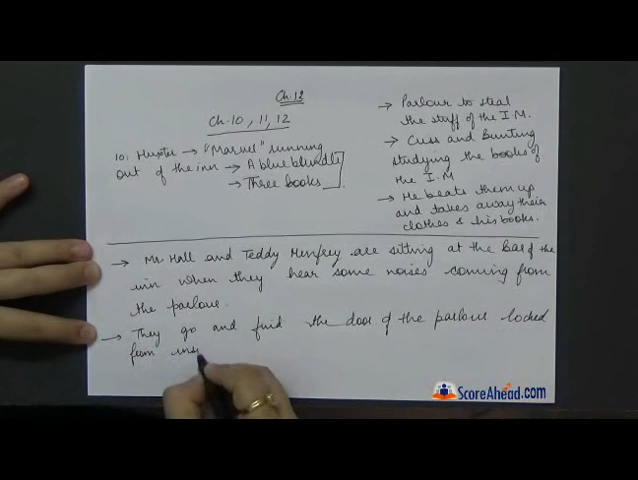 Ch.12
Ch.10, 11, 12
10. Huxter → "Marvel" running
out of the inn → A blue bundle
→ Three books
→ Parlour to steal
the stuff of the I.M.
→ Cuss and Bunting
studying the books of
the I.M
→ He beats them up
and takes away their
clothes & his books.
→ Mr Hall and Teddy Henfrey are sitting at the bar of the
inn when they hear some noises coming from
the parlour.
→ They go and find the door of the parlour locked
from insi
ScoreAhead.com